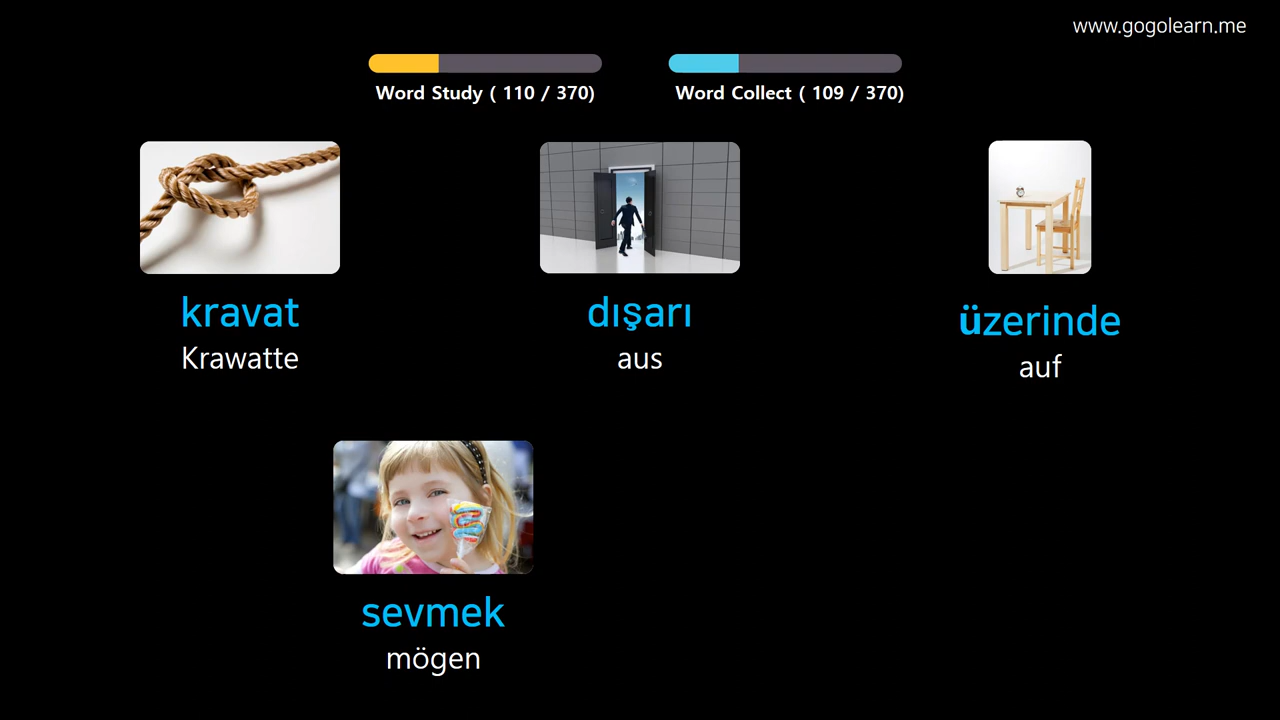 www.gogolearn.me
Word Study ( 110 / 370)
Word Collect ( 109 / 370)
kravat
Krawatte
dışarı
aus
üzerinde
auf
sevmek
mögen